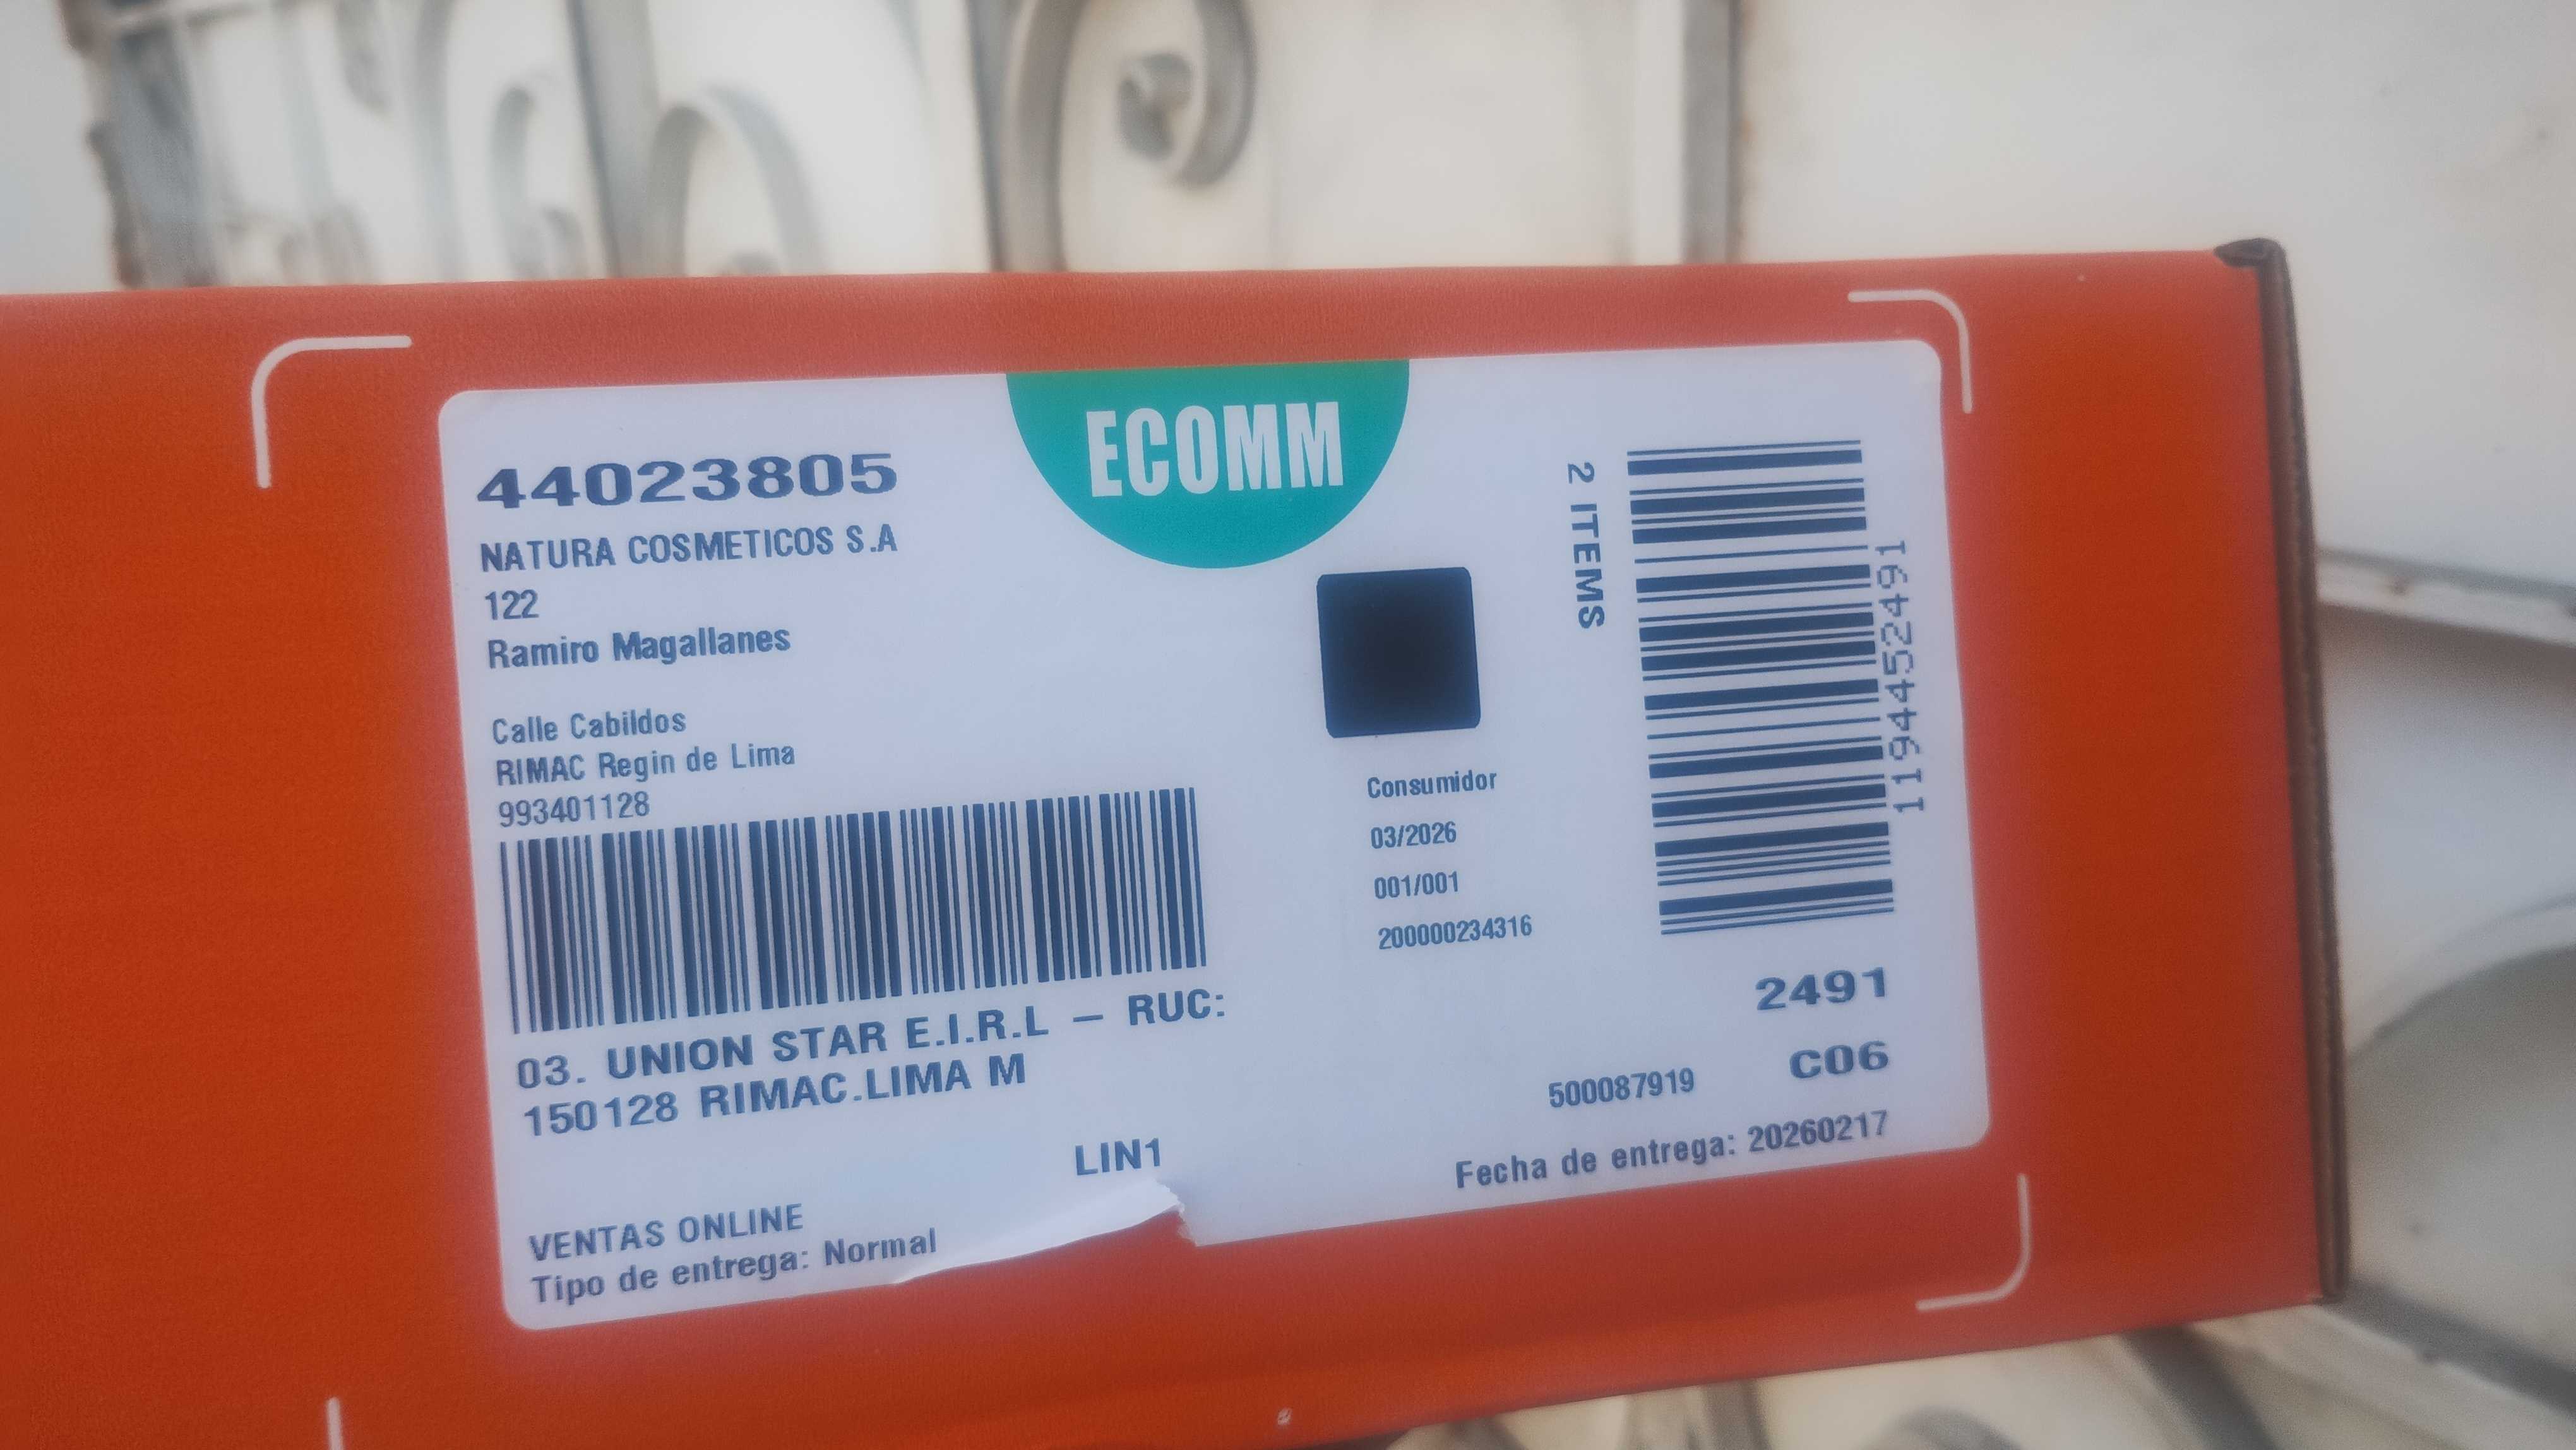 ECOMM
44023805
NATURA COSMETICOS S.A
122
Ramiro Magallanes
Calle Cabildos
RIMAC Regin de Lima
993401128
03. UNION STAR E.I.R.L – RUC:
150128 RIMAC.LIMA M
LIN1
VENTAS ONLINE
Tipo de entrega: Normal
Consumidor
03/2026
001/001
200000234316
2 ITEMS
11944552491
2491
C06
500087919
Fecha de entrega: 20260217